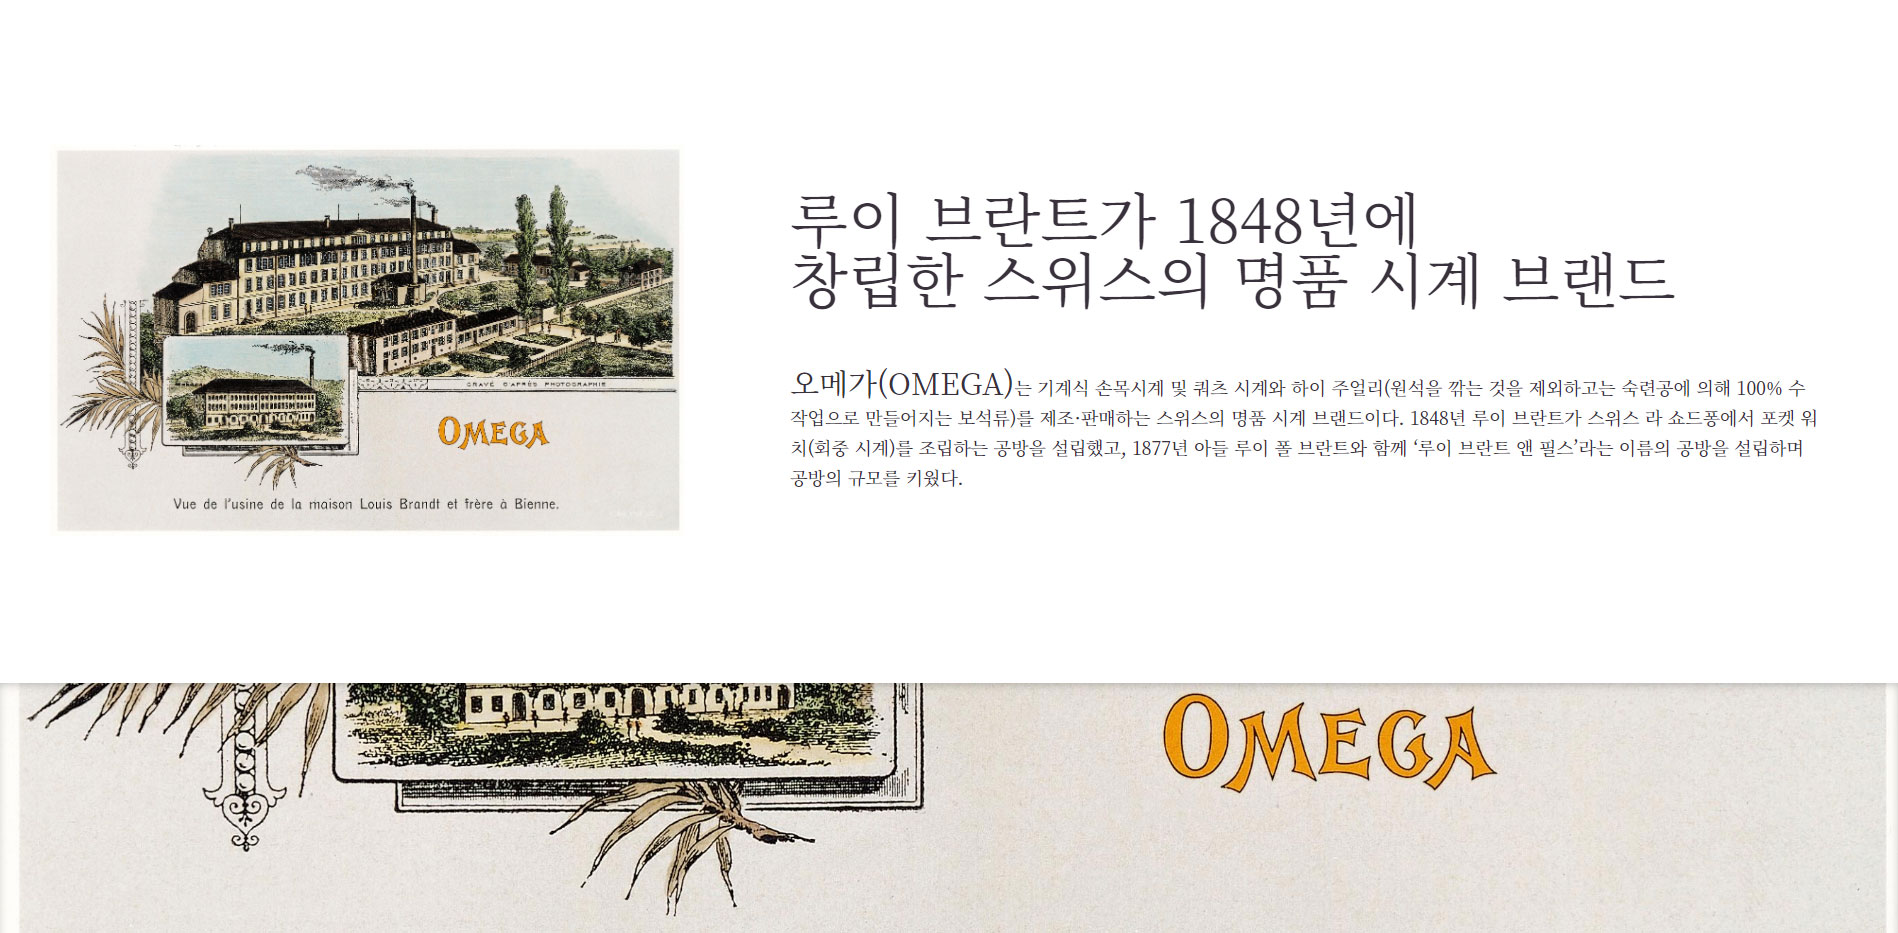 루이 브란트가 1848년에
창립한 스위스의 명품 시계 브랜드
오메가(OMEGA)는 기계식 손목시계 및 쿼츠 시계와 하이 주얼리(원석을 깎는 것을 제외하고는 숙련공에 의해 100% 수
작업으로 만들어지는 보석류)를 제조·판매하는 스위스의 명품 시계 브랜드이다. 1848년 루이 브란트가 스위스 라 쇼드퐁에서 포켓 워
치(회중 시계)를 조립하는 공방을 설립했고, 1877년 아들 루이 폴 브란트와 함께 ‘루이 브란트 앤 필스’라는 이름의 공방을 설립하며
공방의 규모를 키웠다.
GRAVÉ D'APRÈS PHOTOGRAPHIE
OMEGA
Vue de l'usine de la maison Louis Brandt et frère à Bienne.
OMEGA